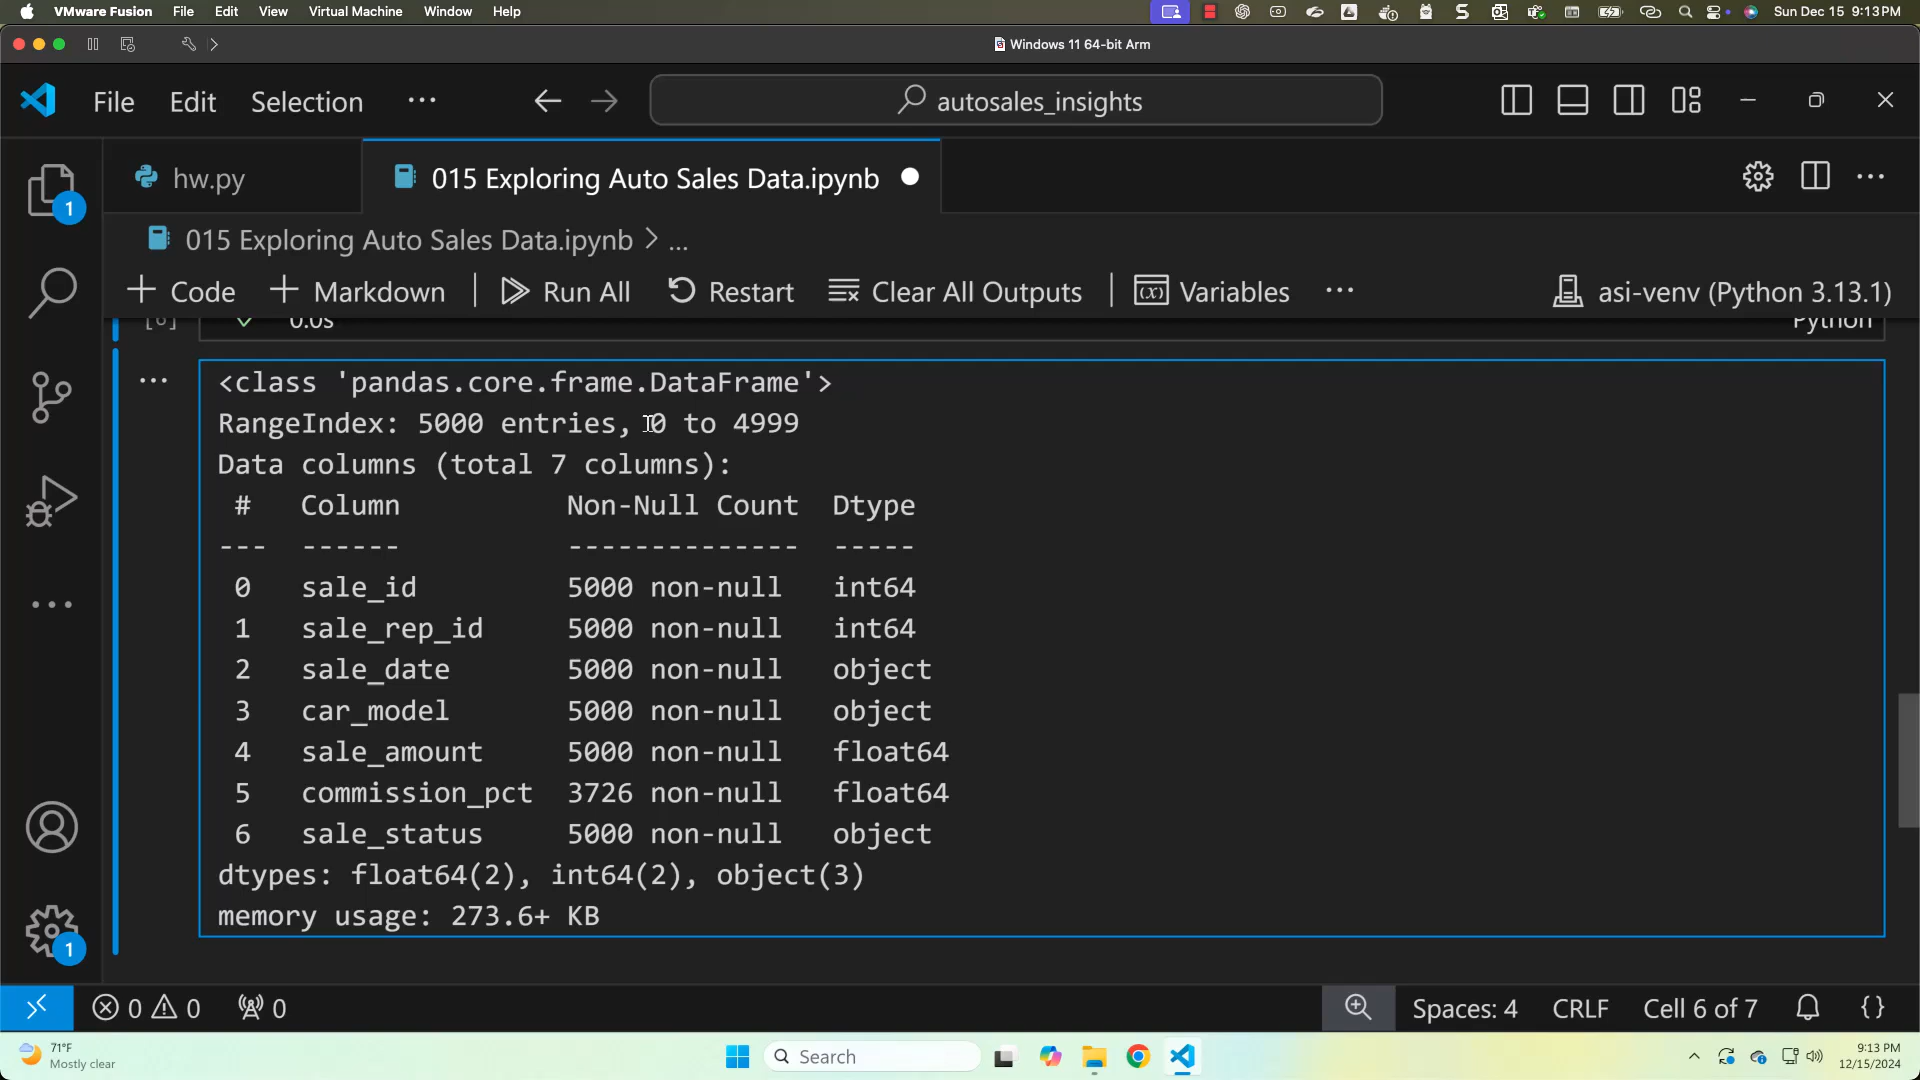 VMware Fusion File Edit View Virtual Machine Window Help Sun Dec 15 9:13 PM
Windows 11 64-bit Arm
File Edit Selection ··· autosales_insights
1 hw.py 015 Exploring Auto Sales Data.ipynb ···
015 Exploring Auto Sales Data.ipynb > ...
+ Code + Markdown Run All Restart Clear All Outputs Variables ··· asi-venv (Python 3.13.1)
0.0s Python
<class 'pandas.core.frame.DataFrame'>
RangeIndex: 5000 entries, 0 to 4999
Data columns (total 7 columns):
# Column Non-Null Count Dtype
--- ------ -------------- -----
0 sale_id 5000 non-null int64
1 sale_rep_id 5000 non-null int64
2 sale_date 5000 non-null object
3 car_model 5000 non-null object
4 sale_amount 5000 non-null float64
5 commission_pct 3726 non-null float64
6 sale_status 5000 non-null object
dtypes: float64(2), int64(2), object(3)
memory usage: 273.6+ KB
1
0 0 0 Spaces: 4 CRLF Cell 6 of 7 {}
71°F
Mostly clear
Search
9:13 PM
12/15/2024